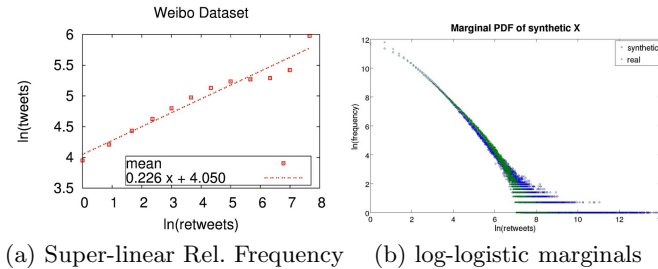 Weibo Dataset
6
5.5
5
4.5
4
3.5
0 1 2 3 4 5 6 7 8
ln(tweets)
ln(retweets)
mean
0.226 x + 4.050
(a) Super-linear Rel. Frequency
Marginal PDF of synthetic X
12
10
8
6
4
2
0
0 2 4 6 8 10 12
ln(frequency)
ln(retweets)
synthetic
real
(b) log-logistic marginals